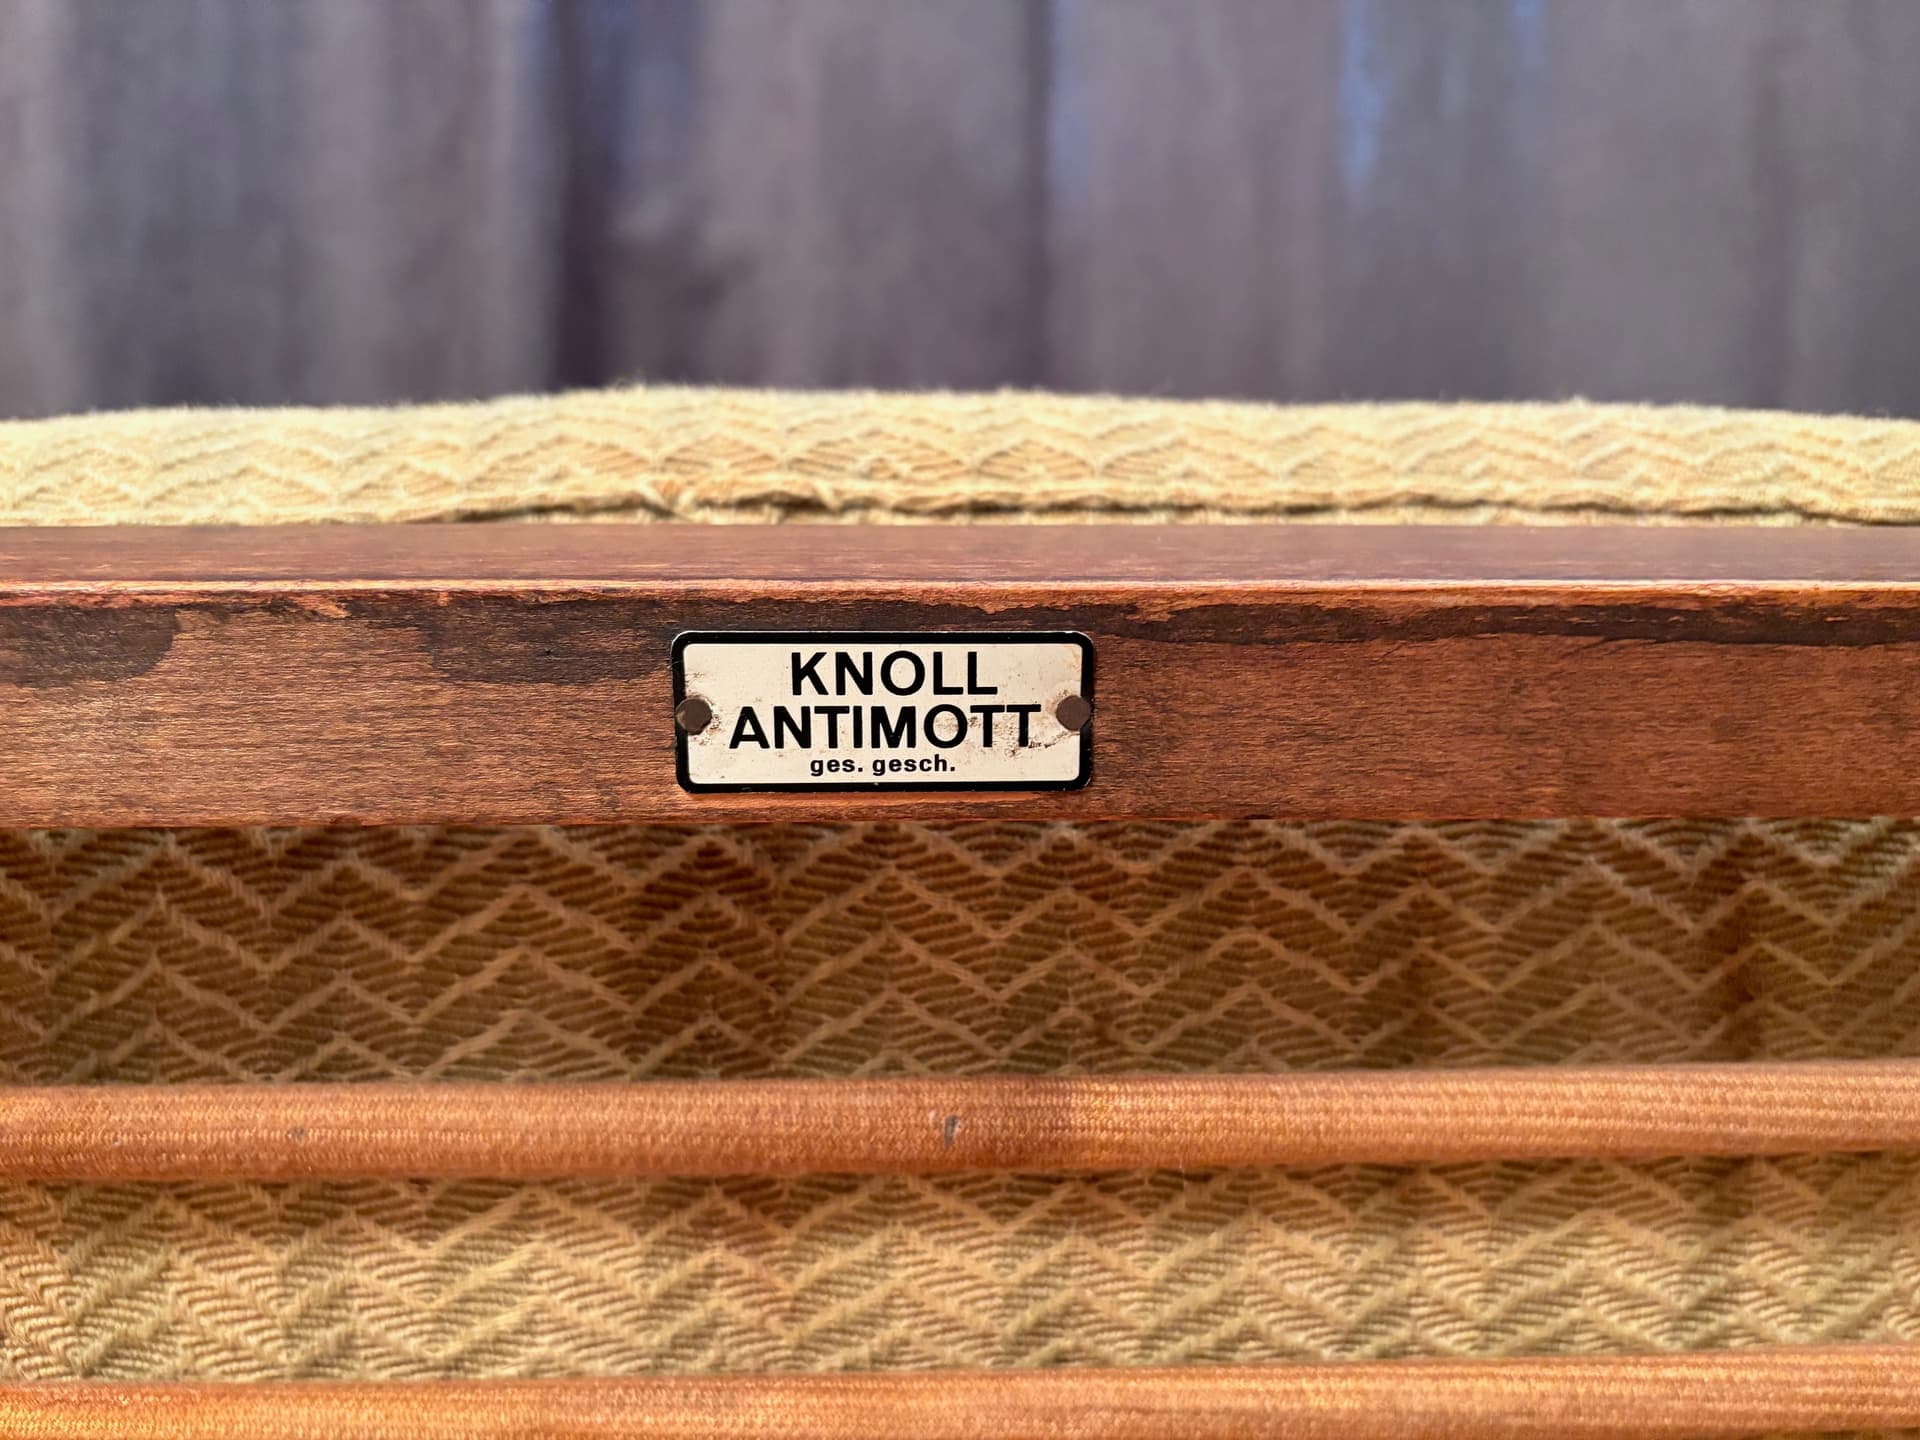 KNOLL
ANTIMOTT
ges. gesch.